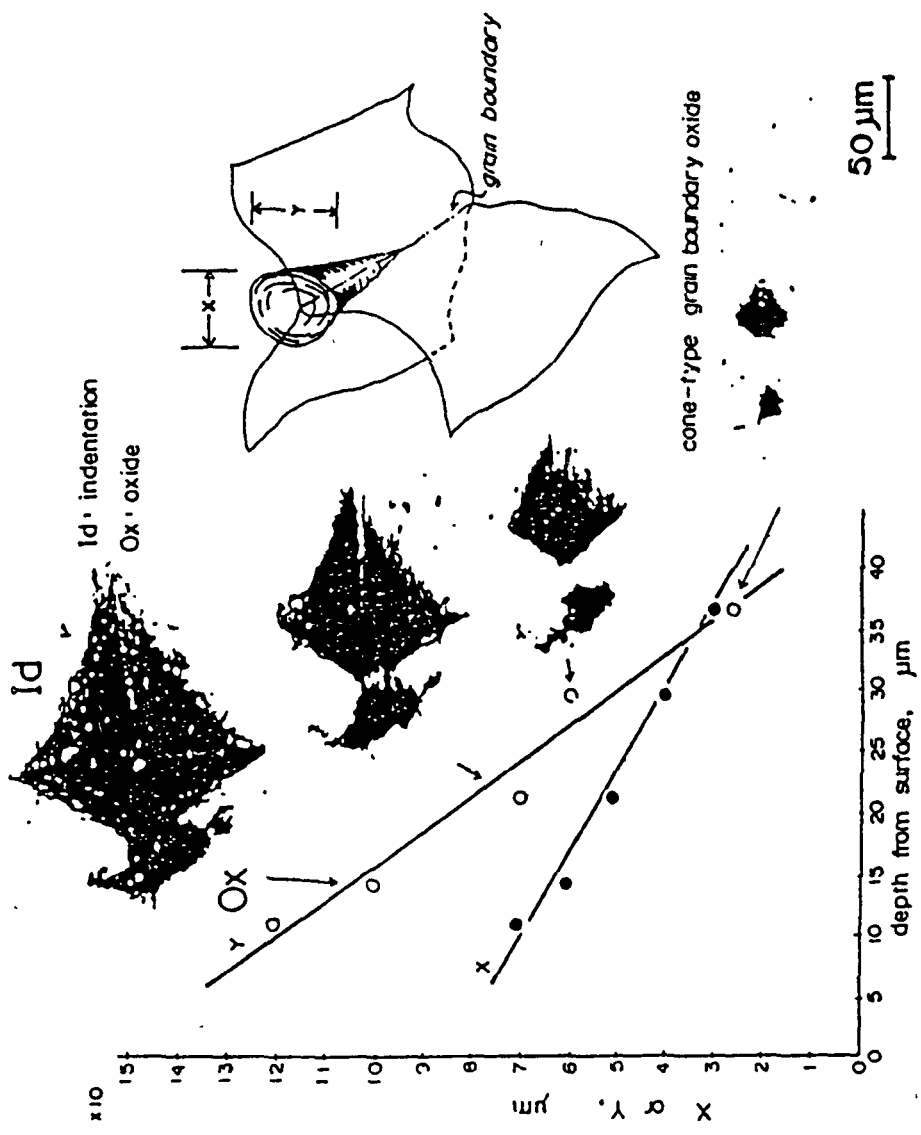 Id
Id : indentation
Ox : oxide
X
Y
grain boundary
cone-type grain boundary oxide
50 μm
Ox
Y
X
x10
15
14
13
12
11
10
9
8
7
6
5
4
3
2
1
0
X
α Y. μm
0
5
10
15
20
25
30
35
40
depth from surface, μm